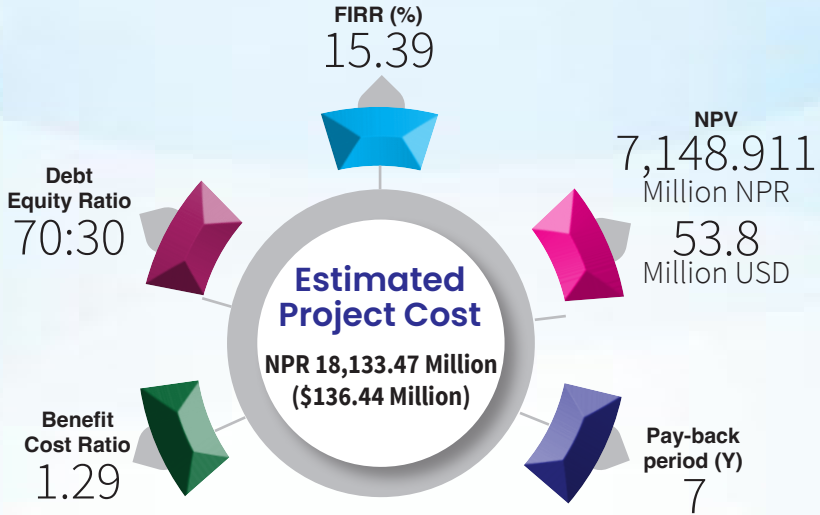 FIRR (%)
15.39
NPV
7,148.911
Million NPR
53.8
Million USD
Debt
Equity Ratio
70:30
Estimated
Project Cost
NPR 18,133.47 Million
($136.44 Million)
Benefit
Cost Ratio
1.29
Pay-back
period (Y)
7